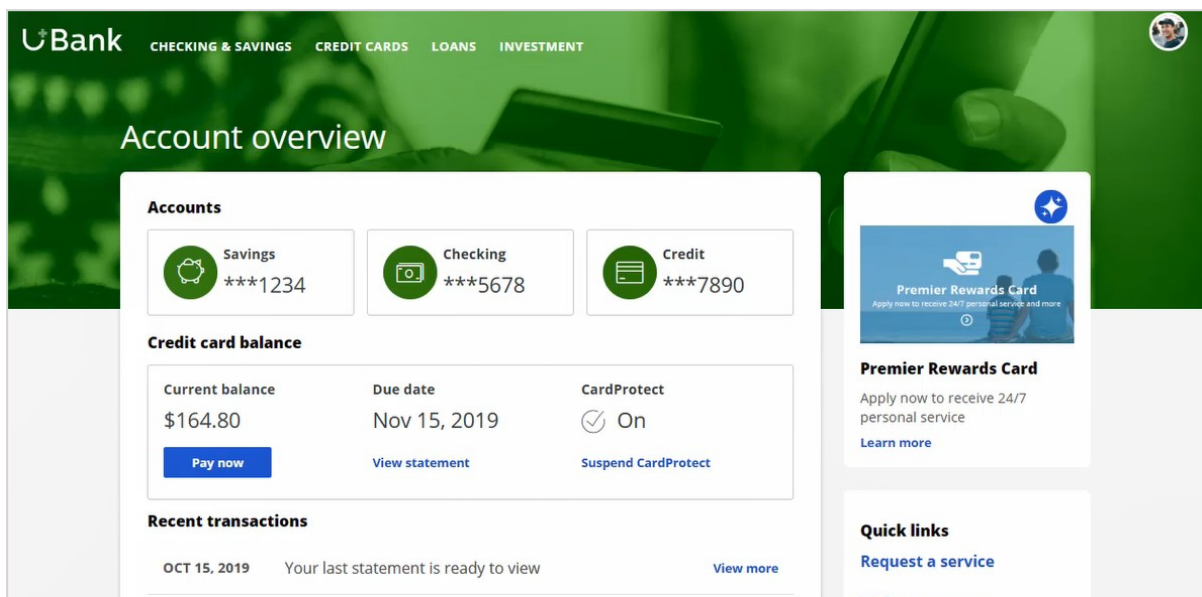 U+Bank
CHECKING & SAVINGS CREDIT CARDS LOANS INVESTMENT
Account overview
Accounts
Savings
***1234
Checking
***5678
Credit
***7890
Credit card balance
Current balance
$164.80
Pay now
Due date
Nov 15, 2019
View statement
CardProtect
On
Suspend CardProtect
Recent transactions
OCT 15, 2019 Your last statement is ready to view View more
Premier Rewards Card
Apply now to receive 24/7 personal service and more
Premier Rewards Card
Apply now to receive 24/7
personal service
Learn more
Quick links
Request a service